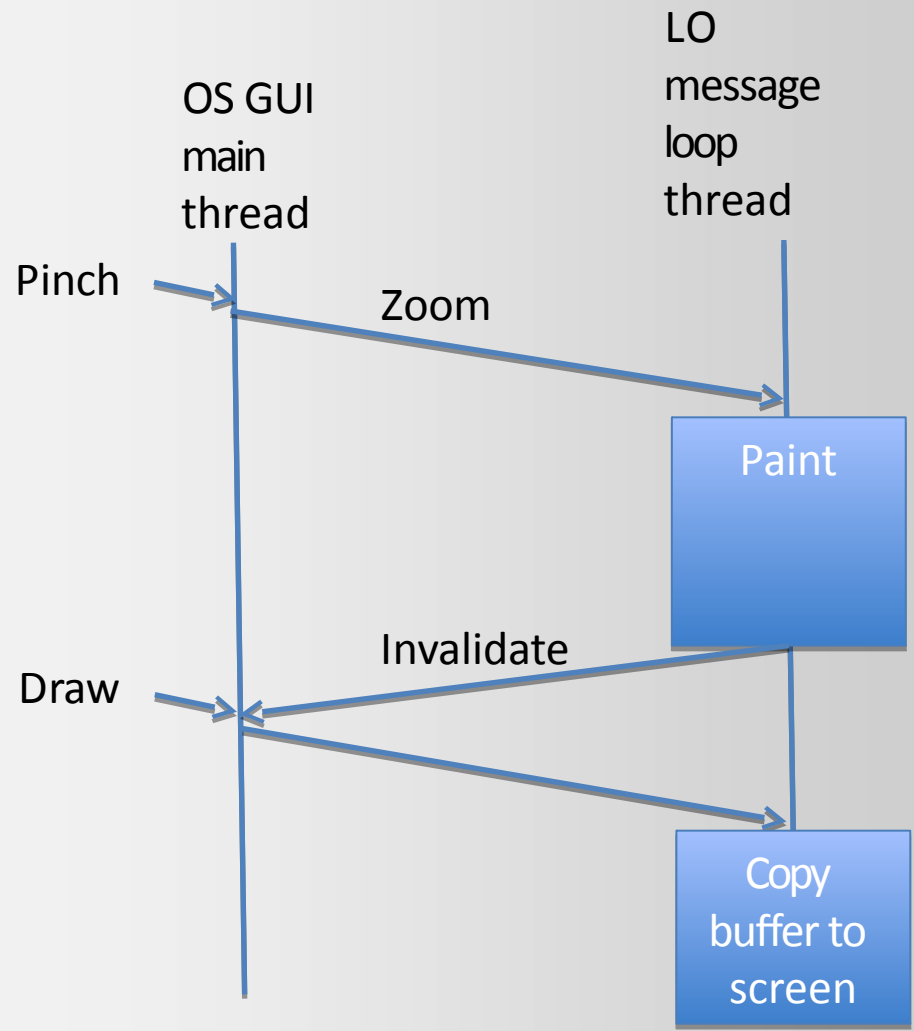 OS GUI
main
thread
LO
message
loop
thread
Pinch
Zoom
Paint
Invalidate
Draw
Copy
buffer to
screen